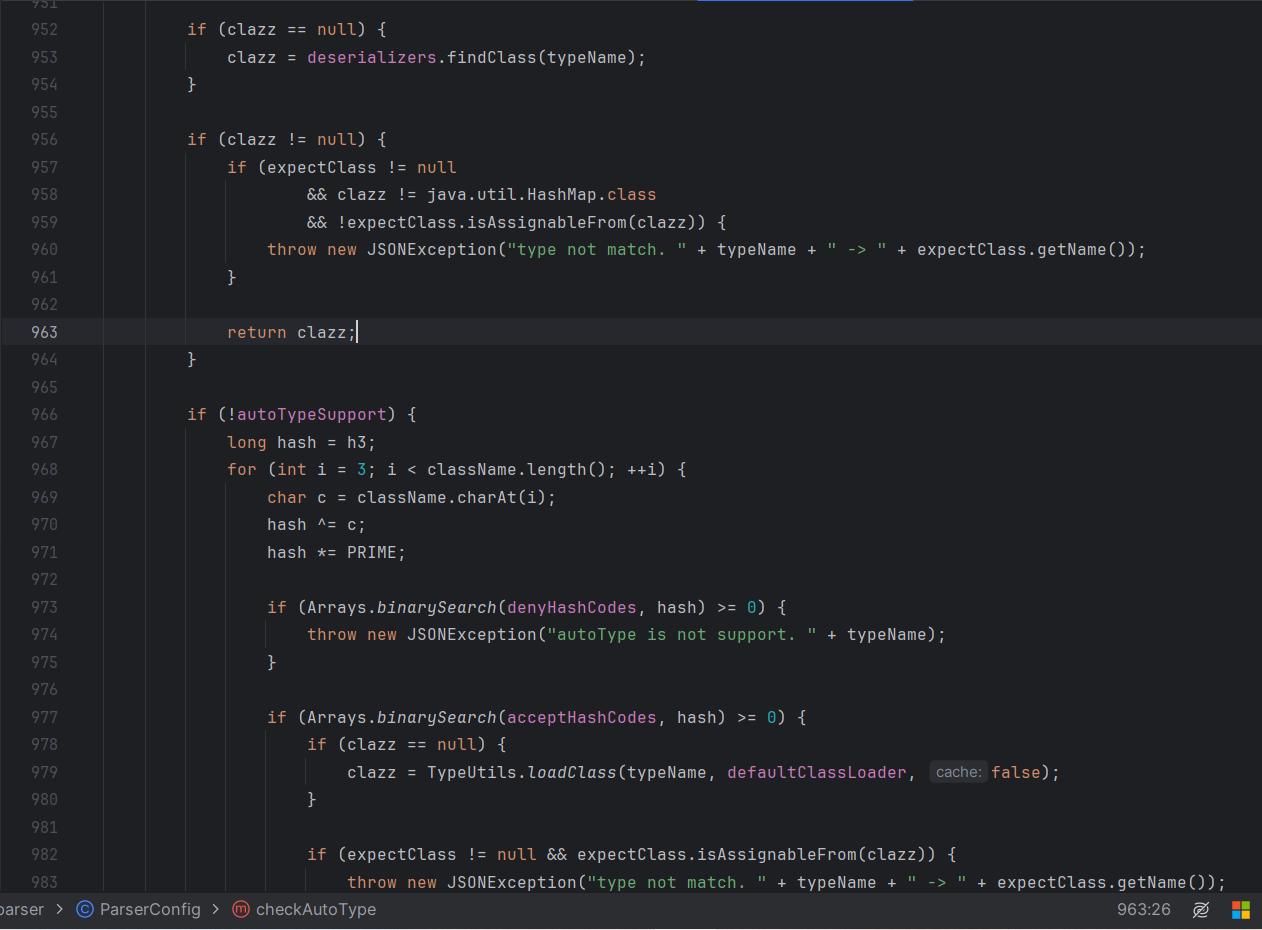 951
952 if (clazz == null) {
953 clazz = deserializers.findClass(typeName);
954 }
955
956 if (clazz != null) {
957 if (expectClass != null
958 && clazz != java.util.HashMap.class
959 && !expectClass.isAssignableFrom(clazz)) {
960 throw new JSONException("type not match. " + typeName + " -> " + expectClass.getName());
961 }
962
963 return clazz;
964 }
965
966 if (!autoTypeSupport) {
967 long hash = h3;
968 for (int i = 3; i < className.length(); ++i) {
969 char c = className.charAt(i);
970 hash ^= c;
971 hash *= PRIME;
972
973 if (Arrays.binarySearch(denyHashCodes, hash) >= 0) {
974 throw new JSONException("autoType is not support. " + typeName);
975 }
976
977 if (Arrays.binarySearch(acceptHashCodes, hash) >= 0) {
978 if (clazz == null) {
979 clazz = TypeUtils.loadClass(typeName, defaultClassLoader, cache: false);
980 }
981
982 if (expectClass != null && expectClass.isAssignableFrom(clazz)) {
983 throw new JSONException("type not match. " + typeName + " -> " + expectClass.getName());
parser > C ParserConfig > m checkAutoType 963:26